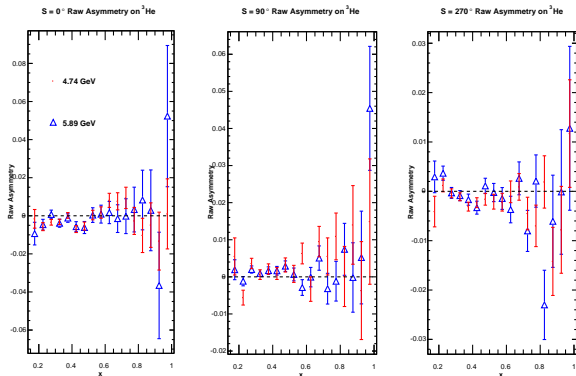 S = 0° Raw Asymmetry on ³He
S = 90° Raw Asymmetry on ³He
S = 270° Raw Asymmetry on ³He
Raw Asymmetry
0.08
0.06
0.04
0.02
0
-0.02
-0.04
-0.06
4.74 GeV
5.89 GeV
0.2 0.4 0.6 0.8 1
x
Raw Asymmetry
0.06
0.05
0.04
0.03
0.02
0.01
0
-0.01
-0.02
0.2 0.4 0.6 0.8 1
x
Raw Asymmetry
0.03
0.02
0.01
0
-0.01
-0.02
-0.03
0.2 0.4 0.6 0.8 1
x